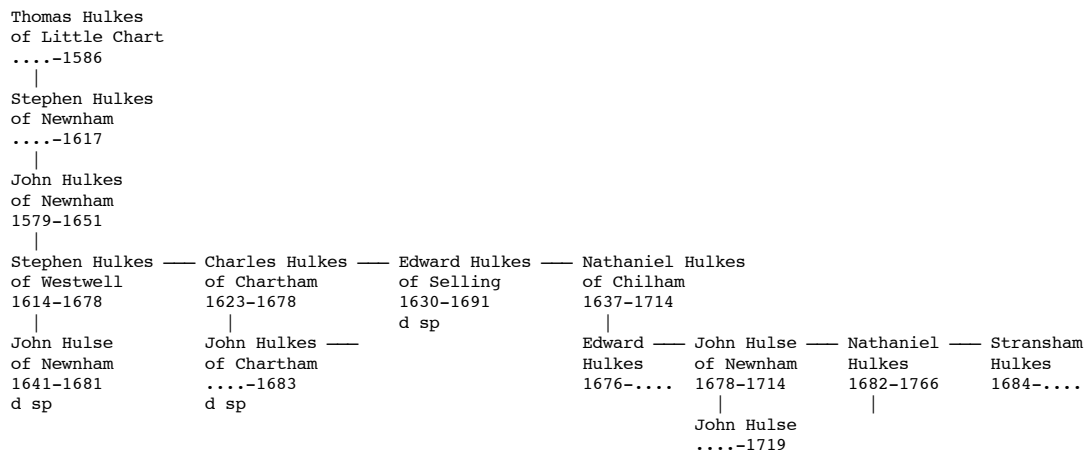 Thomas Hulkes
of Little Chart
....-1586
|
Stephen Hulkes
of Newnham
....-1617
|
John Hulkes
of Newnham
1579-1651
|
Stephen Hulkes —— Charles Hulkes —— Edward Hulkes —— Nathaniel Hulkes
of Westwell of Chartham of Selling of Chilham
1614-1678 1623-1678 1630-1691 1637-1714
| | d sp |
John Hulse John Hulkes —— Edward —— John Hulse —— Nathaniel —— Stransham
of Newnham of Chartham Hulkes of Newnham Hulkes Hulkes
1641-1681 ....-1683 1676-.... 1678-1714 1682-1766 1684-....
d sp d sp | |
John Hulse
....-1719